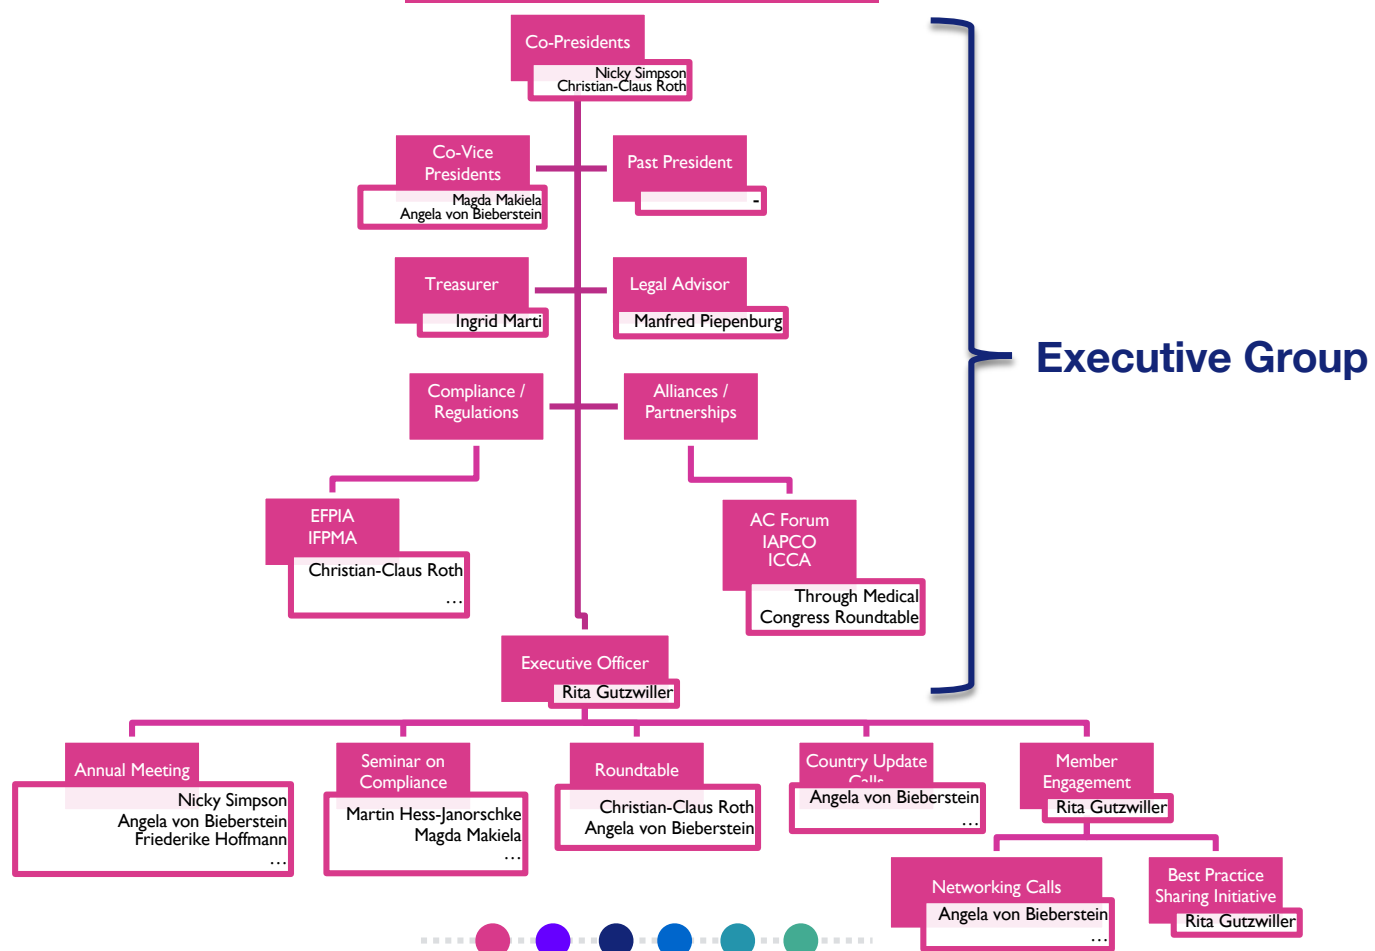 Co-Presidents
Nicky Simpson
Christian-Claus Roth
Co-Vice
Presidents
Magda Makiela
Angela von Bieberstein
Past President
-
Treasurer
Ingrid Marti
Legal Advisor
Manfred Piepenburg
Executive Group
Compliance /
Regulations
Alliances /
Partnerships
EFPIA
IFPMA
Christian-Claus Roth
…
AC Forum
IAPCO
ICCA
Through Medical
Congress Roundtable
Executive Officer
Rita Gutzwiller
Annual Meeting
Nicky Simpson
Angela von Bieberstein
Friederike Hoffmann
…
Seminar on
Compliance
Martin Hess-Janorschke
Magda Makiela
…
Roundtable
Christian-Claus Roth
Angela von Bieberstein
Country Update
Calls
Angela von Bieberstein
…
Member
Engagement
Rita Gutzwiller
Networking Calls
Angela von Bieberstein
…
Best Practice
Sharing Initiative
Rita Gutzwiller